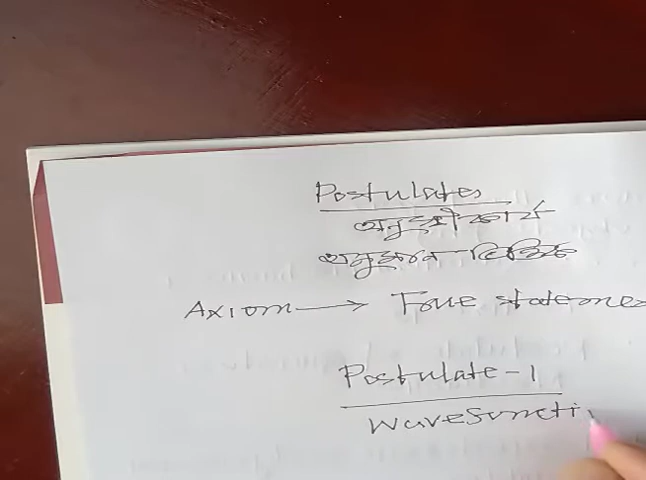 Postulates
অনুস্বীকার্য
Axiom → True stateme
Postulate-1
Wavefuncti